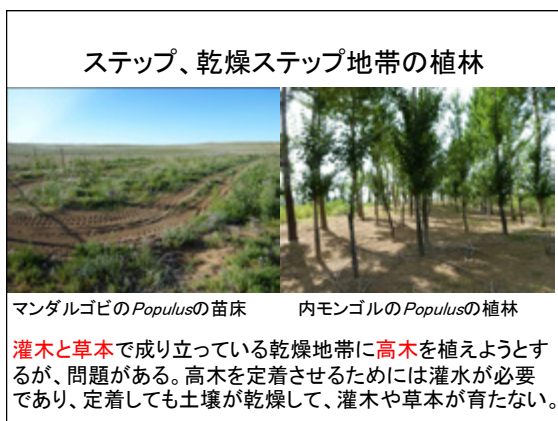 ステップ、乾燥ステップ地帯の植林
マンダルゴビのPopulusの苗床
内モンゴルのPopulusの植林
灌木と草本で成り立っている乾燥地帯に高木を植えようとす
るが、問題がある。高木を定着させるためには灌水が必要
であり、定着しても土壌が乾燥して、灌木や草本が育たない。